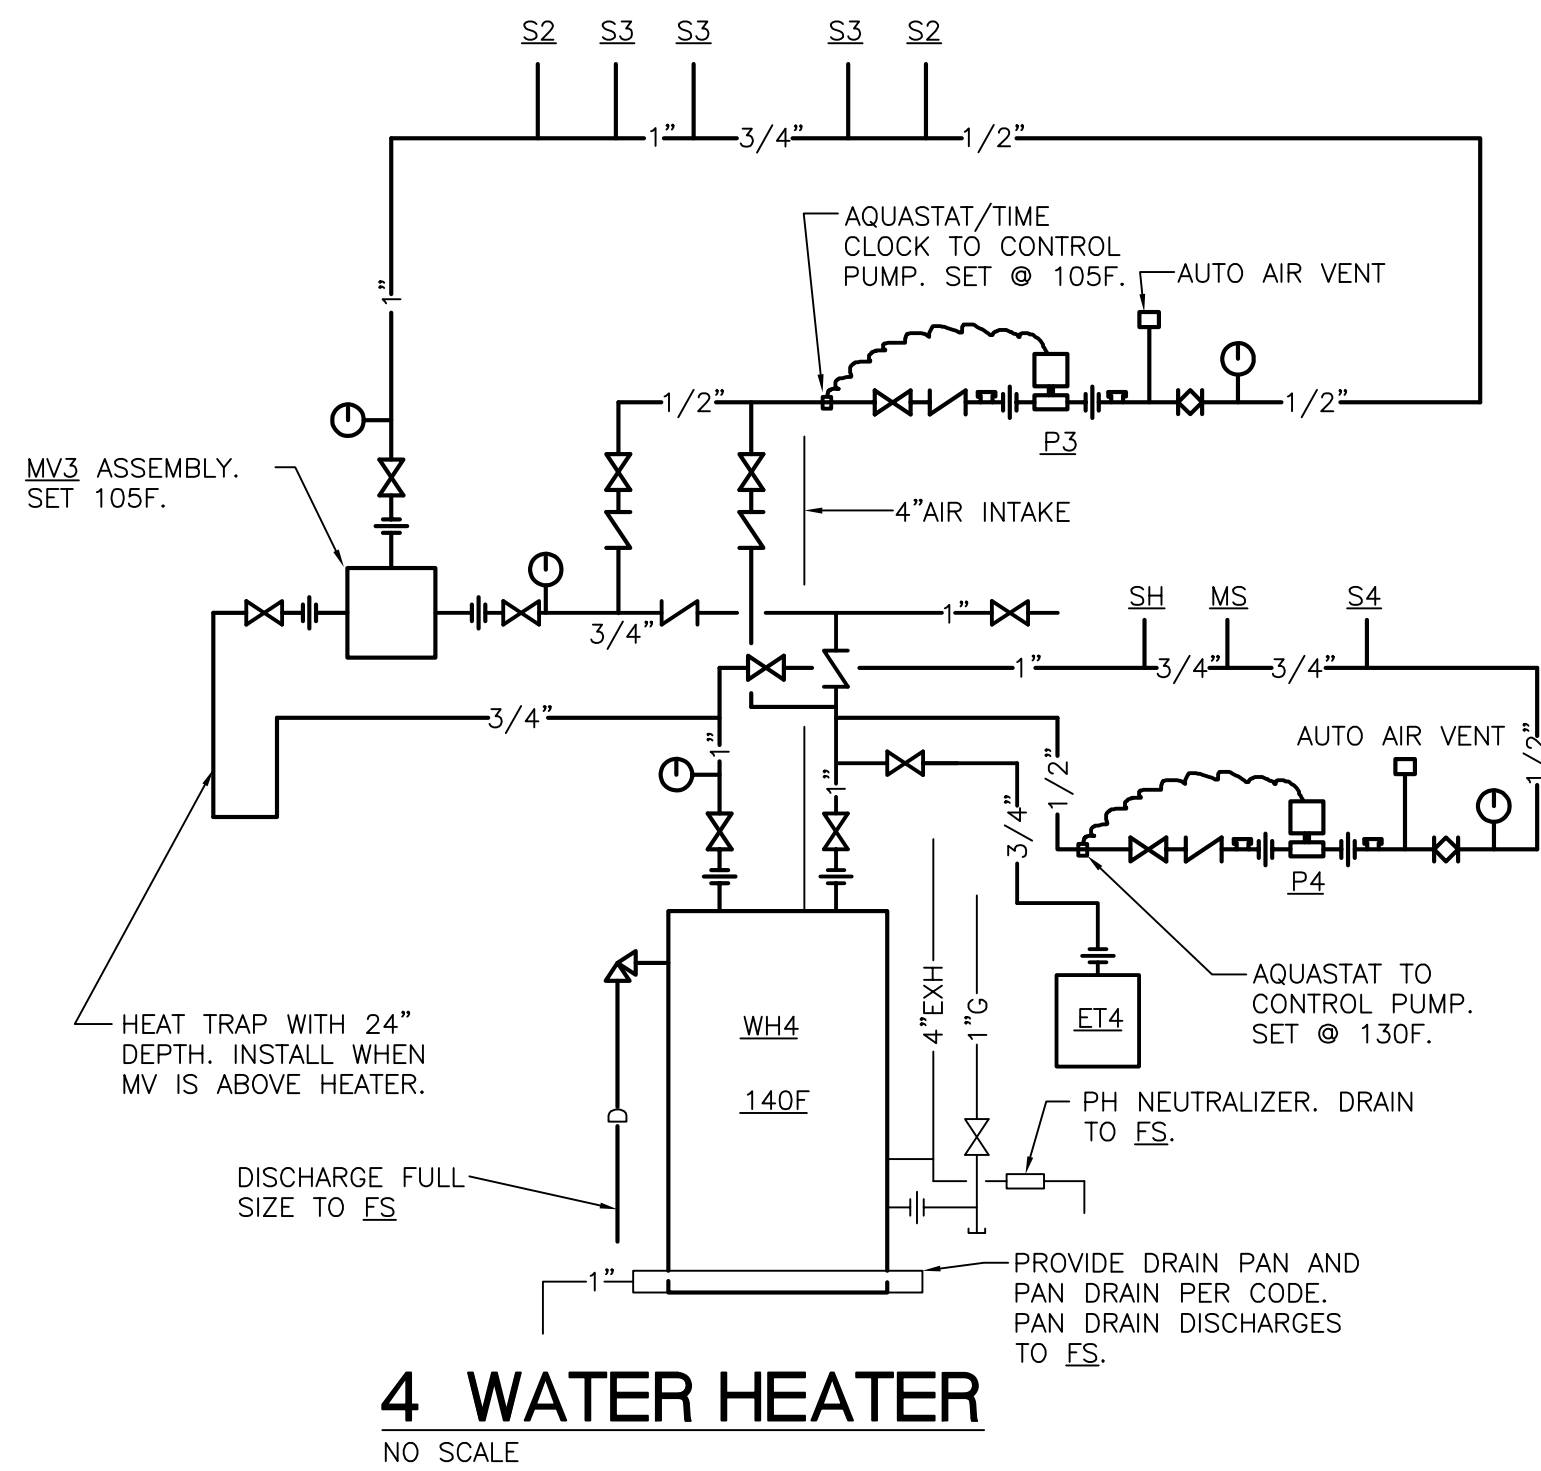 S2 S3 S3 S3 S2
1" 3/4" 1/2"
AQUASTAT/TIME
CLOCK TO CONTROL
PUMP. SET @ 105F.
AUTO AIR VENT
1"
1/2"
1/2"
P3
MV3 ASSEMBLY.
SET 105F.
4"AIR INTAKE
3/4"
1"
SH MS S4
1" 3/4" 3/4"
3/4"
1"
1"
1/2"
AUTO AIR VENT
1/2"
3/4"
P4
HEAT TRAP WITH 24"
DEPTH. INSTALL WHEN
MV IS ABOVE HEATER.
WH4
140F
4"EXH
1"G
ET4
AQUASTAT TO
CONTROL PUMP.
SET @ 130F.
D
PH NEUTRALIZER. DRAIN
TO FS.
DISCHARGE FULL
SIZE TO FS
1"
PROVIDE DRAIN PAN AND
PAN DRAIN PER CODE.
PAN DRAIN DISCHARGES
TO FS.
4 WATER HEATER
NO SCALE